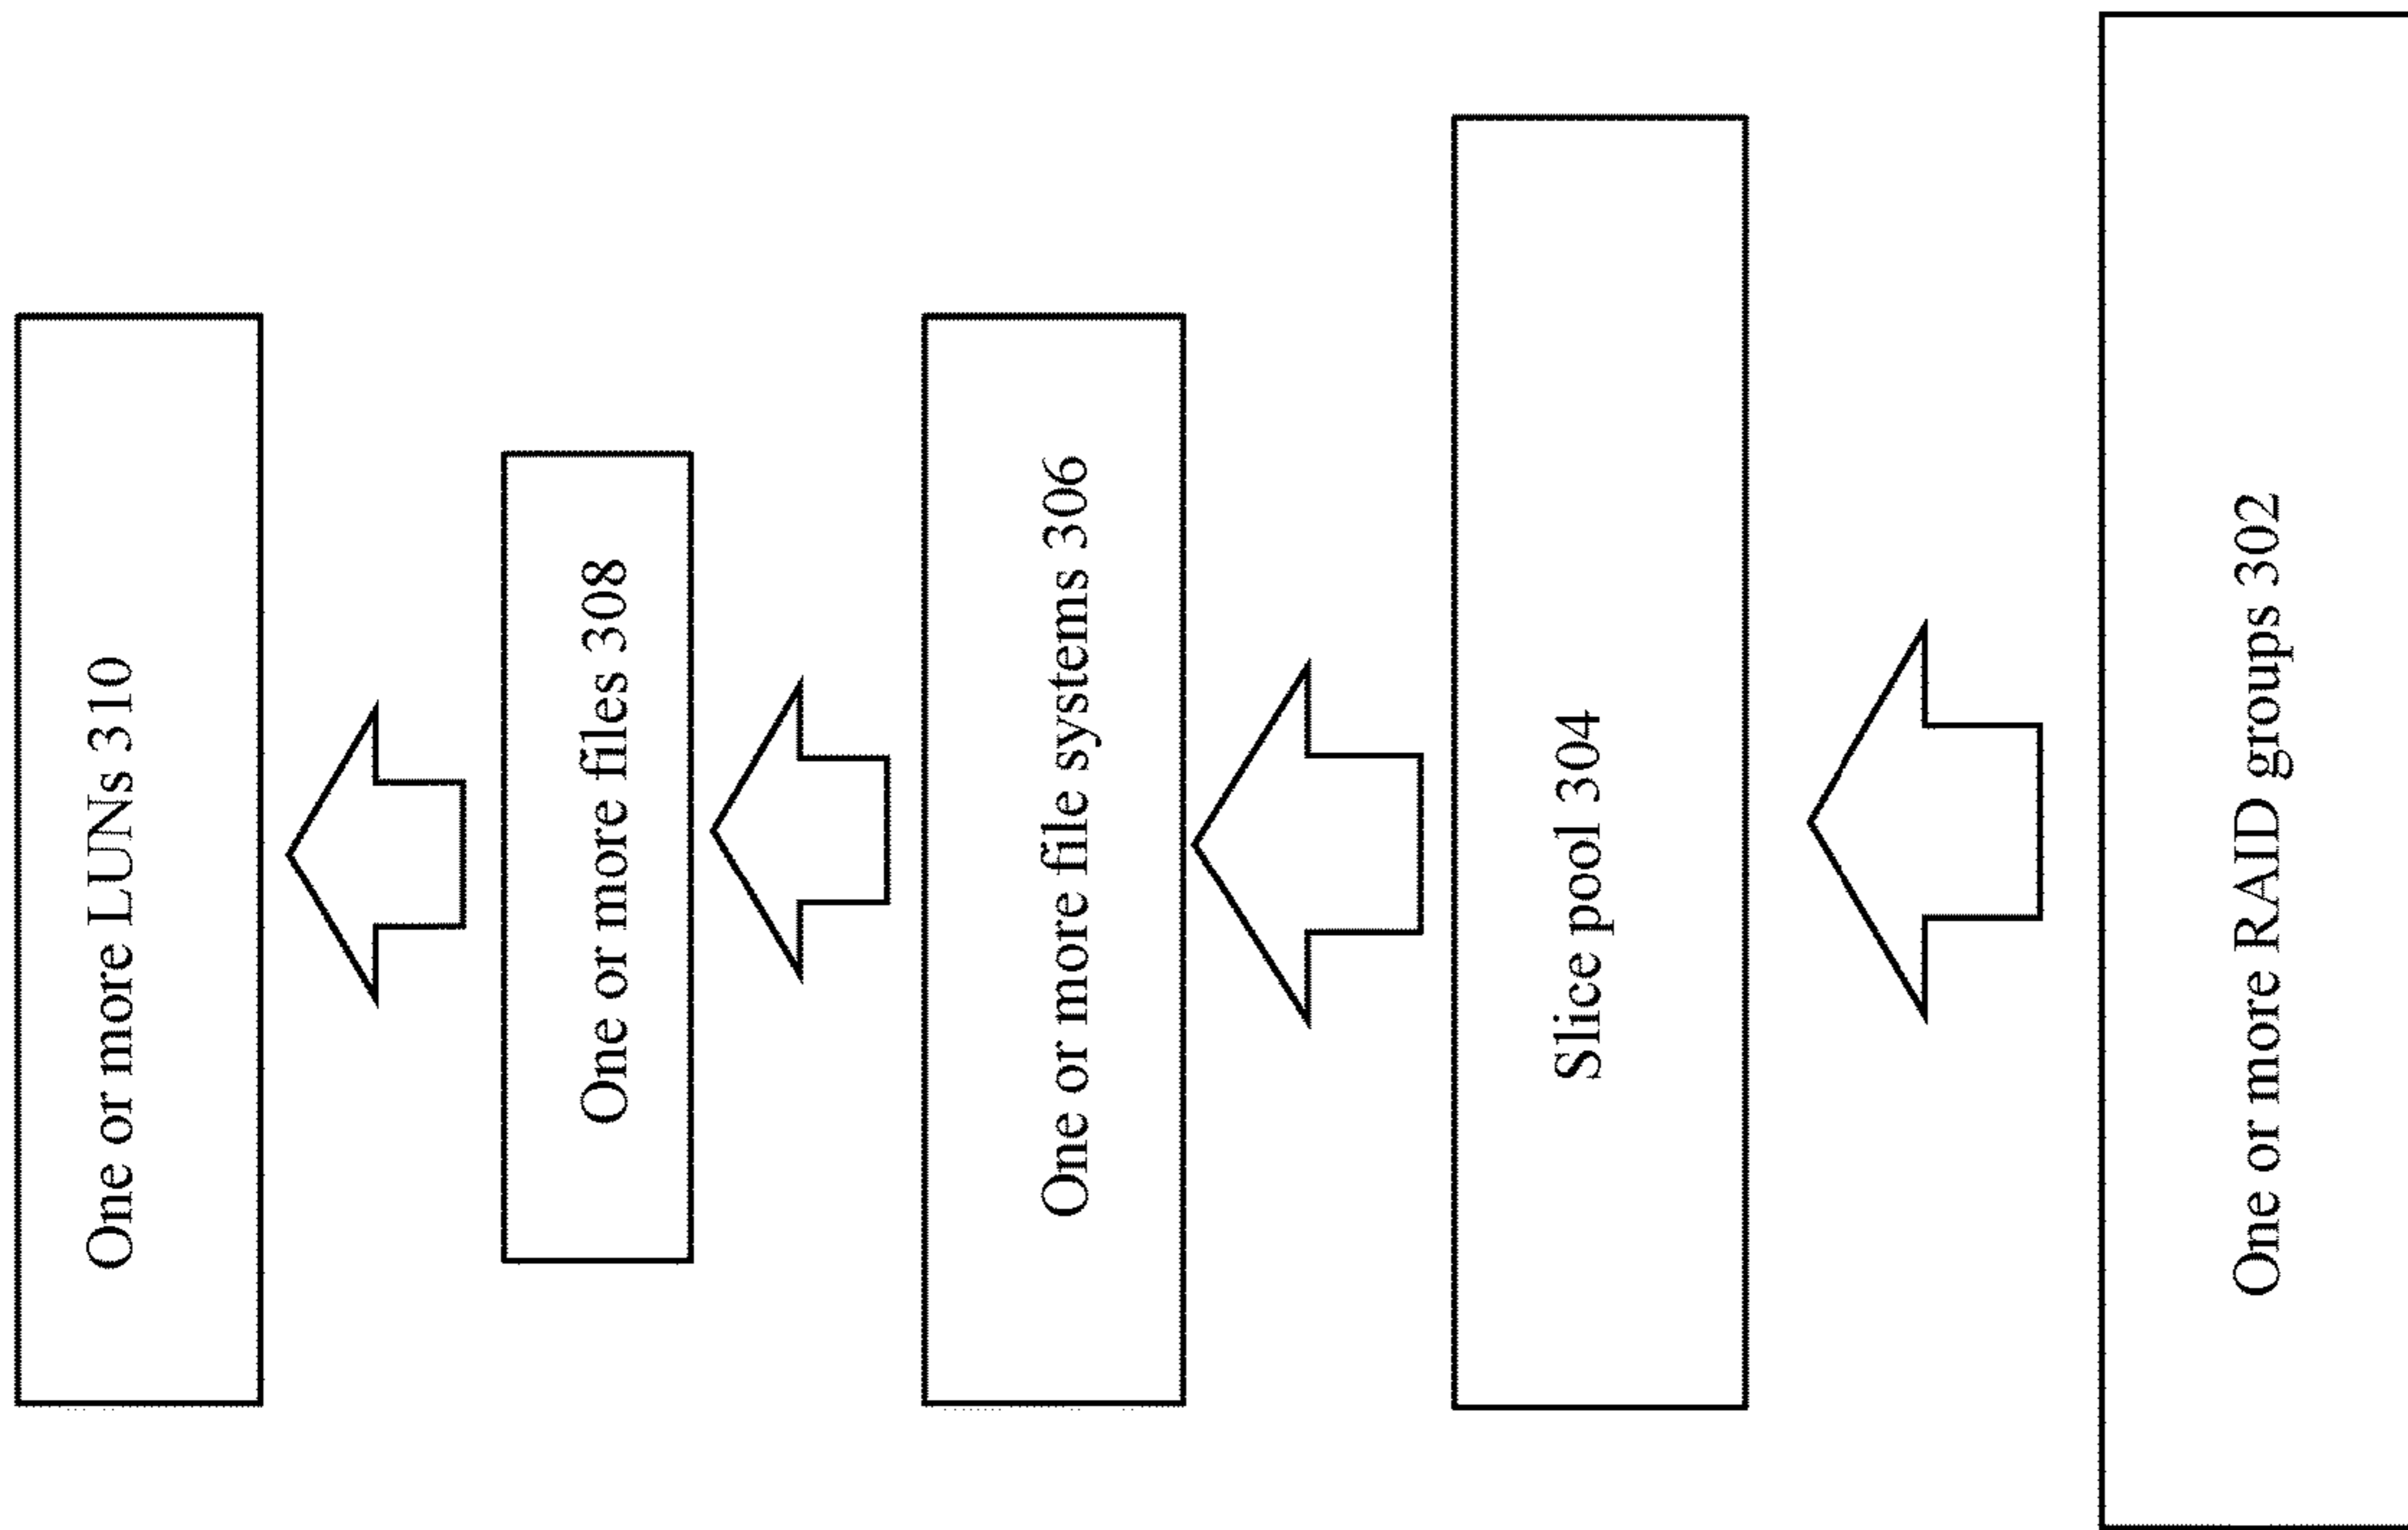 One or more LUNs 310
One or more files 308
One or more file systems 306
Slice pool 304
One or more RAID groups 302